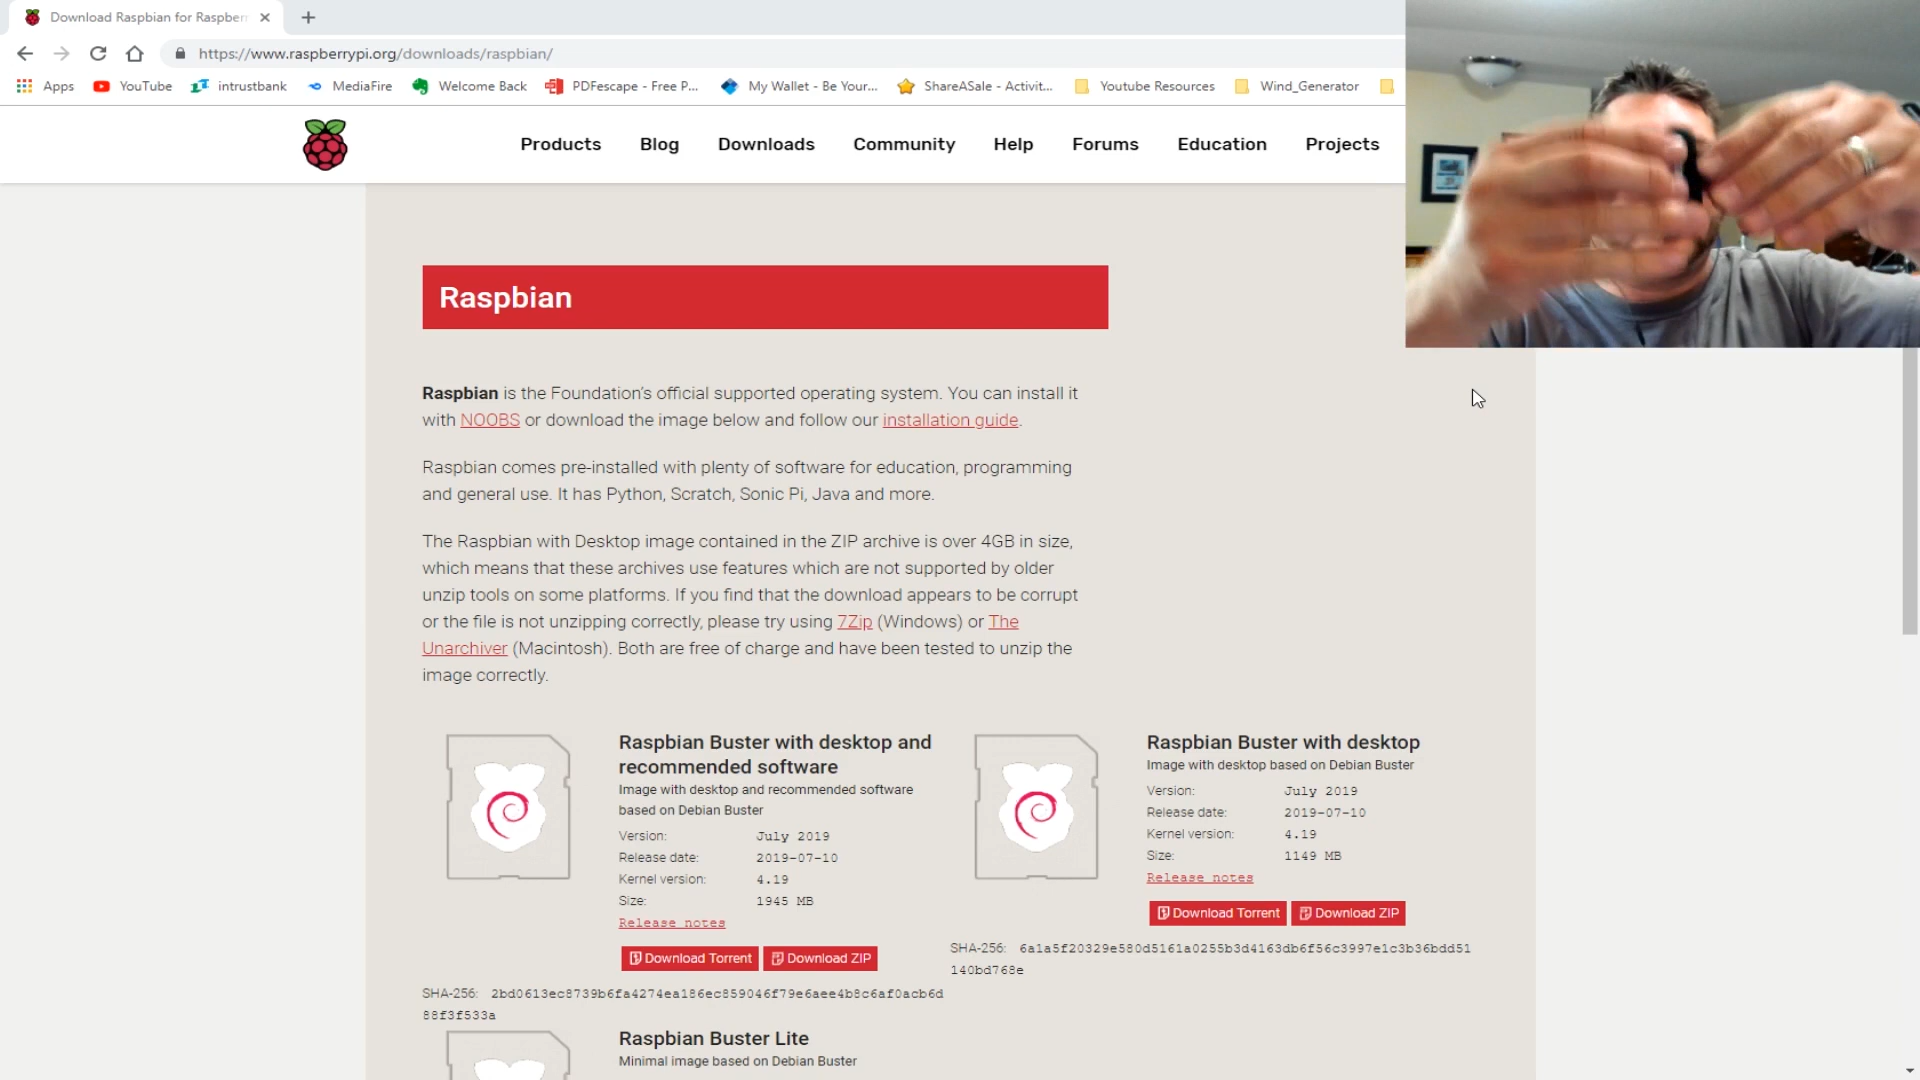 Download Raspbian for Raspber
https://www.raspberrypi.org/downloads/raspbian/
Apps YouTube intrustbank MediaFire Welcome Back PDFescape - Free P... My Wallet - Be Your... ShareASale - Activit... Youtube Resources Wind_Generator
Products Blog Downloads Community Help Forums Education Projects
Raspbian
Raspbian is the Foundation's official supported operating system. You can install it
with NOOBS or download the image below and follow our installation guide.
Raspbian comes pre-installed with plenty of software for education, programming
and general use. It has Python, Scratch, Sonic Pi, Java and more.
The Raspbian with Desktop image contained in the ZIP archive is over 4GB in size,
which means that these archives use features which are not supported by older
unzip tools on some platforms. If you find that the download appears to be corrupt
or the file is not unzipping correctly, please try using 7Zip (Windows) or The
Unarchiver (Macintosh). Both are free of charge and have been tested to unzip the
image correctly.
Raspbian Buster with desktop and
recommended software
Image with desktop and recommended software
based on Debian Buster
Version: July 2019
Release date: 2019-07-10
Kernel version: 4.19
Size: 1945 MB
Release notes
Download Torrent Download ZIP
SHA-256: 2bd0613ec8739b6fa4274ea186ec859046f79e6aee4b8c6af0acb6d
88f3f533a
Raspbian Buster with desktop
Image with desktop based on Debian Buster
Version: July 2019
Release date: 2019-07-10
Kernel version: 4.19
Size: 1149 MB
Release notes
Download Torrent Download ZIP
SHA-256: 6a1a5f20329e580d5161a0255b3d4163db6f56c3997e1c3b36bdd51
140bd768e
Raspbian Buster Lite
Minimal image based on Debian Buster